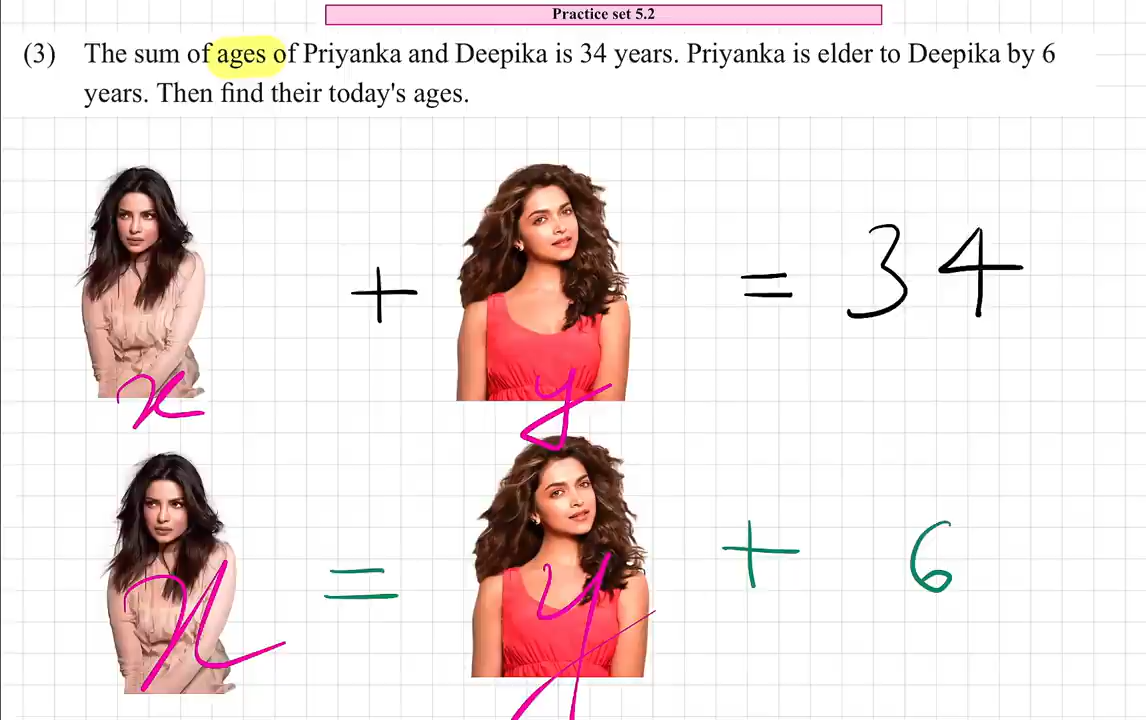 Practice set 5.2
(3) The sum of ages of Priyanka and Deepika is 34 years. Priyanka is elder to Deepika by 6
years. Then find their today's ages.
+ = 34
x y
= + 6
x y